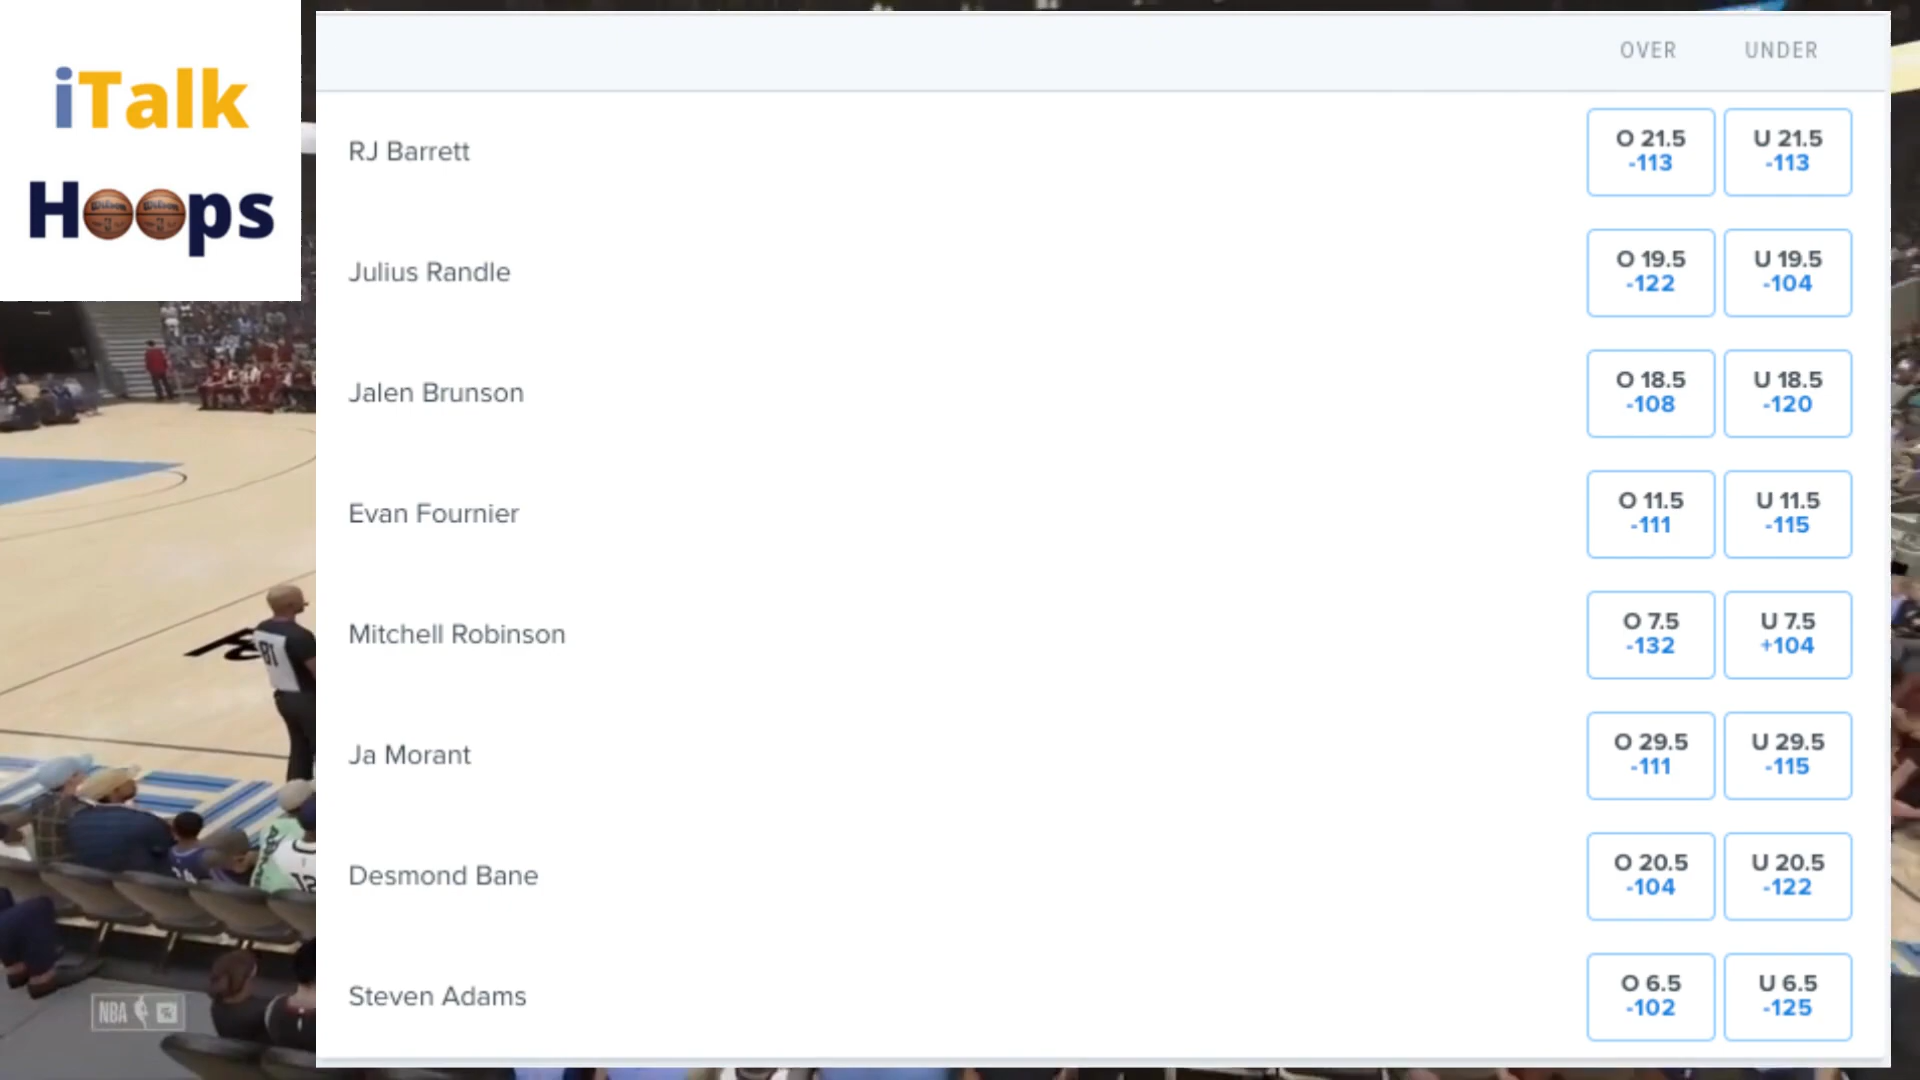 iTalk
Hoops
OVER UNDER
RJ Barrett
O 21.5 U 21.5
-113 -113
Julius Randle
O 19.5 U 19.5
-122 -104
Jalen Brunson
O 18.5 U 18.5
-108 -120
Evan Fournier
O 11.5 U 11.5
-111 -115
Mitchell Robinson
O 7.5 U 7.5
-132 +104
Ja Morant
O 29.5 U 29.5
-111 -115
Desmond Bane
O 20.5 U 20.5
-104 -122
Steven Adams
O 6.5 U 6.5
-102 -125
NBA